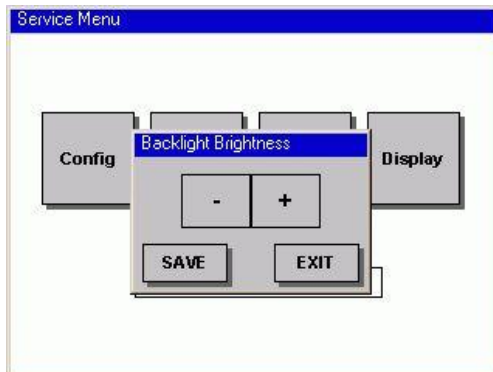 Service Menu
Backlight Brightness
Config
Display
- +
SAVE EXIT